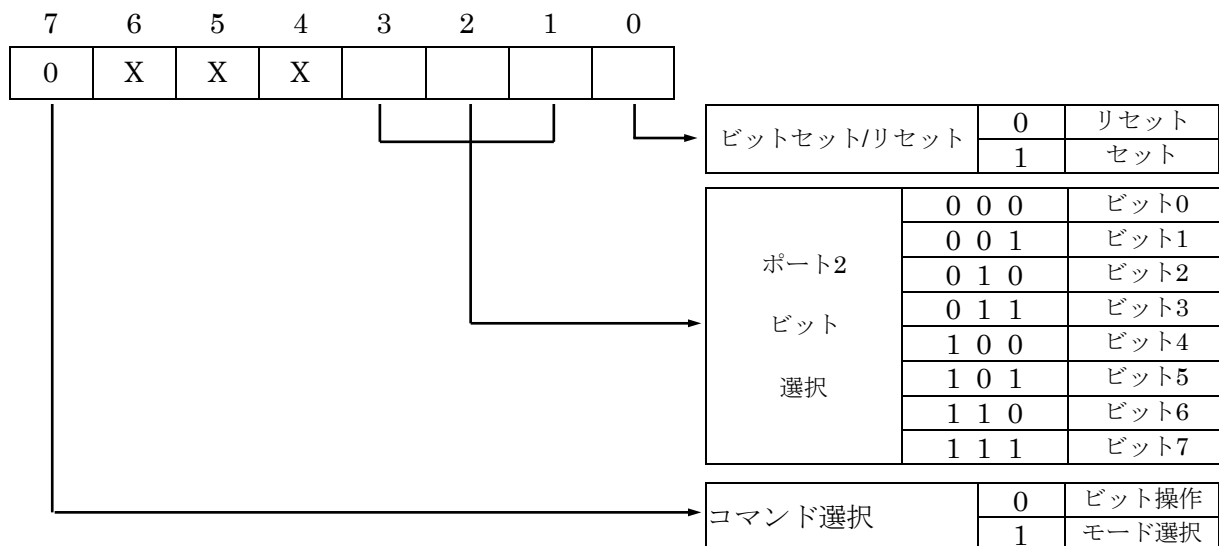 7 6 5 4 3 2 1 0
0 X X X
ビットセット/リセット
0 リセット
1 セット
ポート2
ビット
選択
0 0 0 ビット0
0 0 1 ビット1
0 1 0 ビット2
0 1 1 ビット3
1 0 0 ビット4
1 0 1 ビット5
1 1 0 ビット6
1 1 1 ビット7
コマンド選択
0 ビット操作
1 モード選択